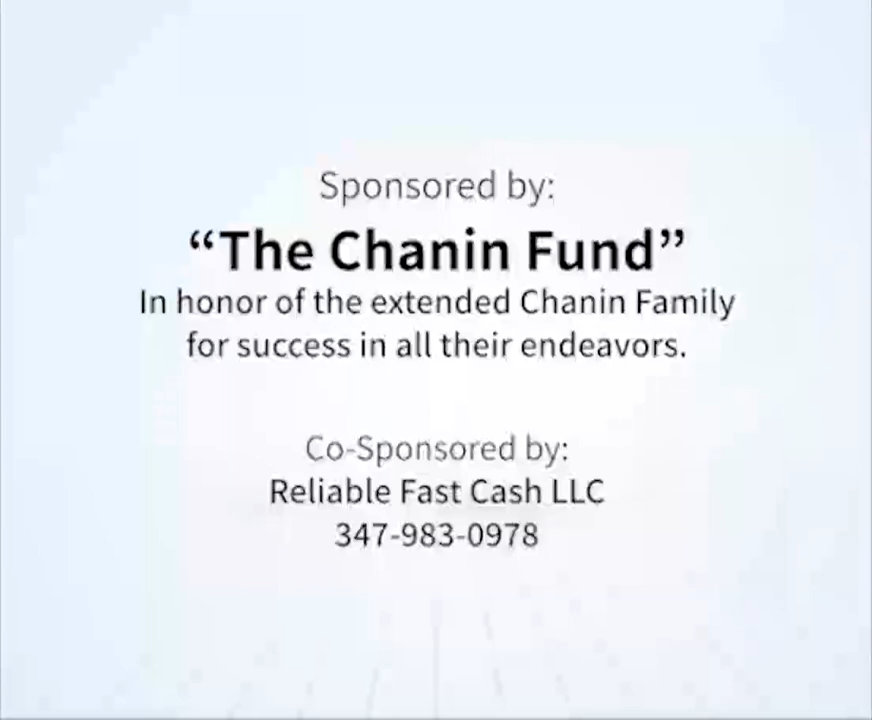 Sponsored by:
“The Chanin Fund”
In honor of the extended Chanin Family
for success in all their endeavors.
Co-Sponsored by:
Reliable Fast Cash LLC
347-983-0978